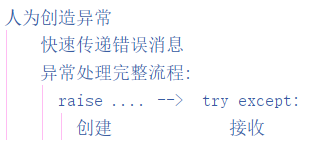 人为创造异常
快速传递错误消息
异常处理完整流程:
raise .... --> try except:
创建 接收